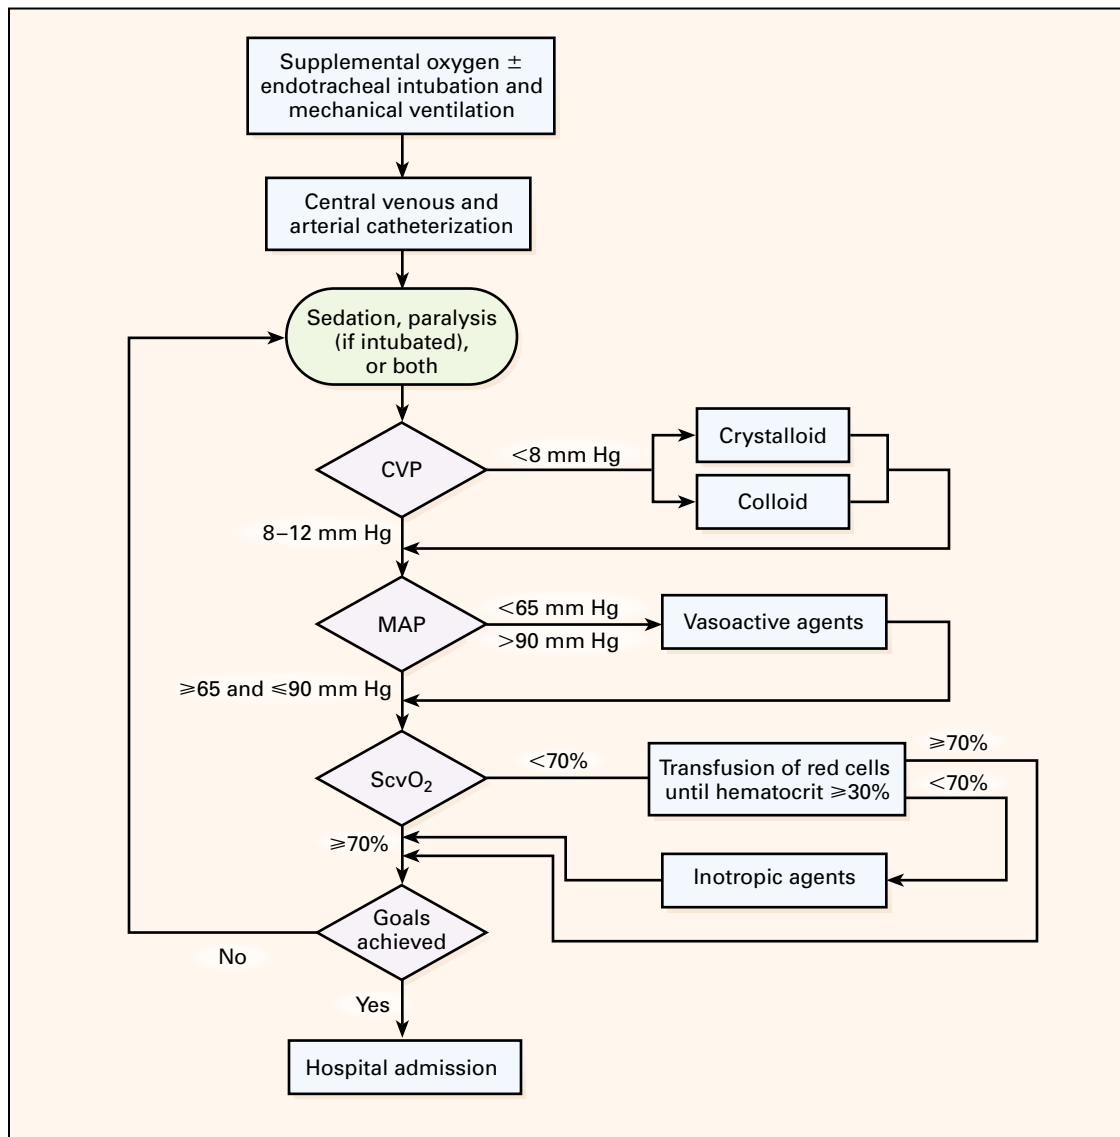 Supplemental oxygen ±
endotracheal intubation and
mechanical ventilation
Central venous and
arterial catheterization
Sedation, paralysis
(if intubated),
or both
CVP
<8 mm Hg
Crystalloid
Colloid
8–12 mm Hg
MAP
<65 mm Hg
>90 mm Hg
Vasoactive agents
≥65 and ≤90 mm Hg
ScvO₂
<70%
Transfusion of red cells
until hematocrit ≥30%
≥70%
<70%
≥70%
Inotropic agents
Goals
achieved
No
Yes
Hospital admission